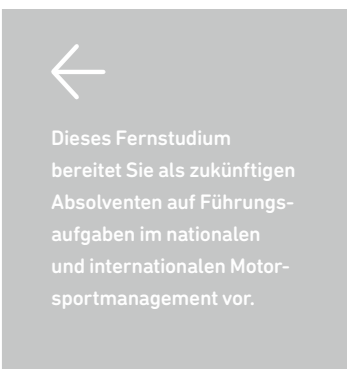 Dieses Fernstudium
bereitet Sie als zukünftigen
Absolventen auf Führungs-
aufgaben im nationalen
und internationalen Motor-
sportmanagement vor.